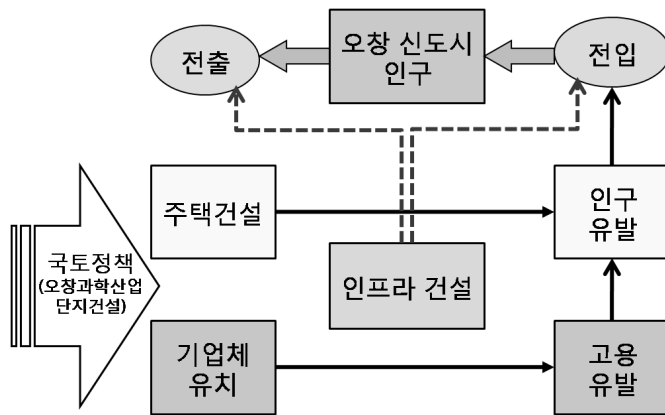 전출
오창 신도시
인구
전입
주택건설
인구
유발
국토정책
(오창과학산업
단지건설)
인프라 건설
기업체
유치
고용
유발